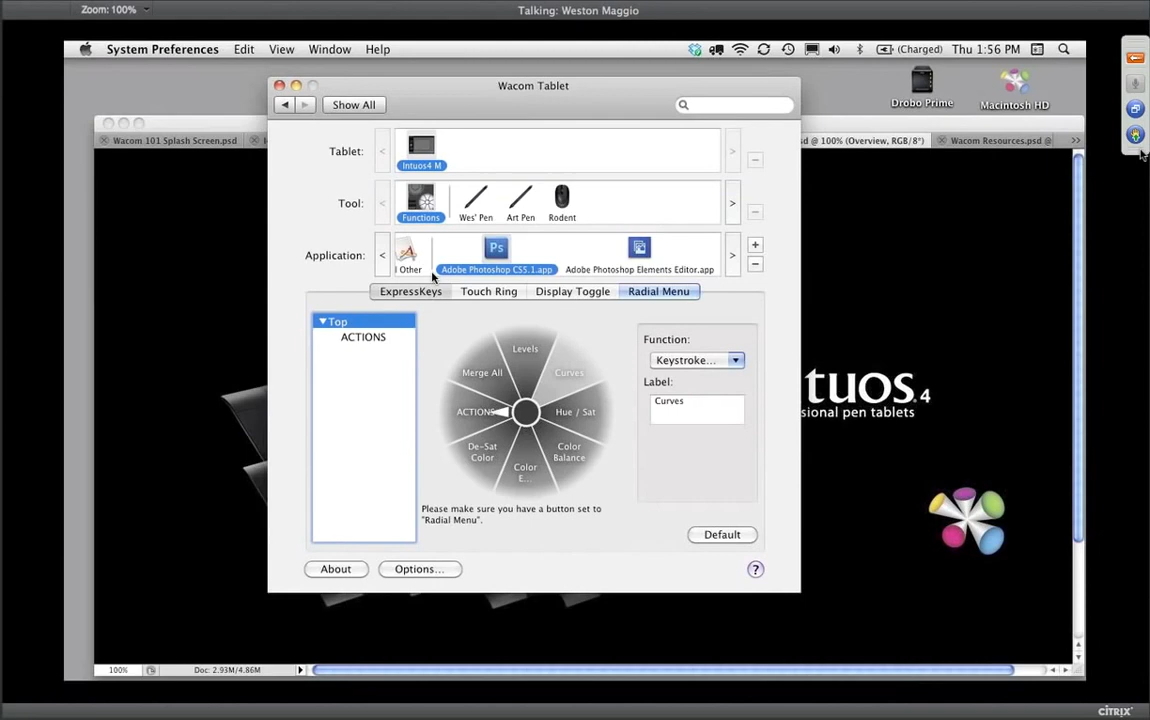 Zoom: 100%
Talking: Weston Maggio
System Preferences Edit View Window Help
(Charged) Thu 1:56 PM
Wacom Tablet
Show All
Drobo Prime
Macintosh HD
Wacom 101 Splash Screen.psd
sd @ 100% (Overview, RGB/8*)
Wacom Resources.psd @
Tablet:
Intuos4 M
Tool:
Functions
Wes' Pen
Art Pen
Rodent
Application:
l Other
Ps
Adobe Photoshop CS5.1.app
Adobe Photoshop Elements Editor.app
ExpressKeys
Touch Ring
Display Toggle
Radial Menu
Top
ACTIONS
Levels
Curves
Hue / Sat
Color
Balance
Color
E...
De-Sat
Color
ACTIONS
Merge All
Please make sure you have a button set to
"Radial Menu".
Function:
Keystroke...
Label:
Curves
Default
About
Options...
?
tuos4
sional pen tablets
100%
Doc: 2.93M/4.86M
CITRIX